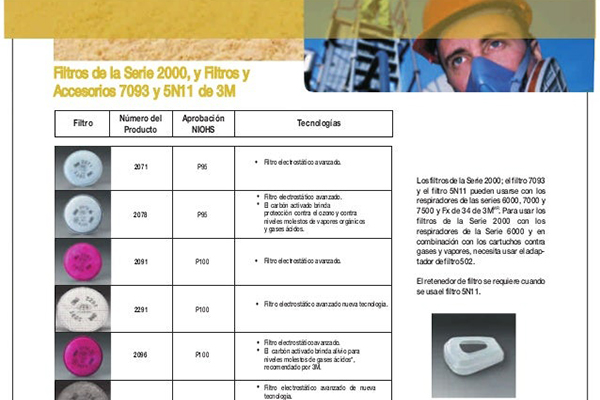 Filtros de la Serie 2000, y Filtros y
Accesorios 7093 y 5N11 de 3M
Filtro
Número del
Producto
Aprobación
NIOHS
Tecnologías
2071
P95
• Filtro electrostático avanzado.
2078
P95
• Filtro electrostático avanzado.
• El carbón activado brinda
protección contra el ozono y contra
niveles molestos de vapores orgánicos
y gases ácidos.
2091
P100
• Filtro electrostático avanzado.
2291
P100
• Filtro electrostático avanzado nueva tecnología.
2096
P100
• Filtro electrostático avanzado.
• El carbón activado brinda alivio para
niveles molestos de gases ácidos*,
recomendado por 3M.
• Filtro electrostático avanzado de nueva
tecnología.
Los filtros de la Serie 2000; el filtro 7093
y el filtro 5N11 pueden usarse con los
respiradores de las series 6000, 7000 y
7500 y Fx de 34 de 3M. Para usar los
filtros de la Serie 2000 con los
respiradores de la Serie 6000 y en
combinación con los cartuchos contra
gases y vapores, necesita usar el adap-
tador de filtro 502.
El retenedor de filtro se requiere cuando
se usa el filtro 5N11.